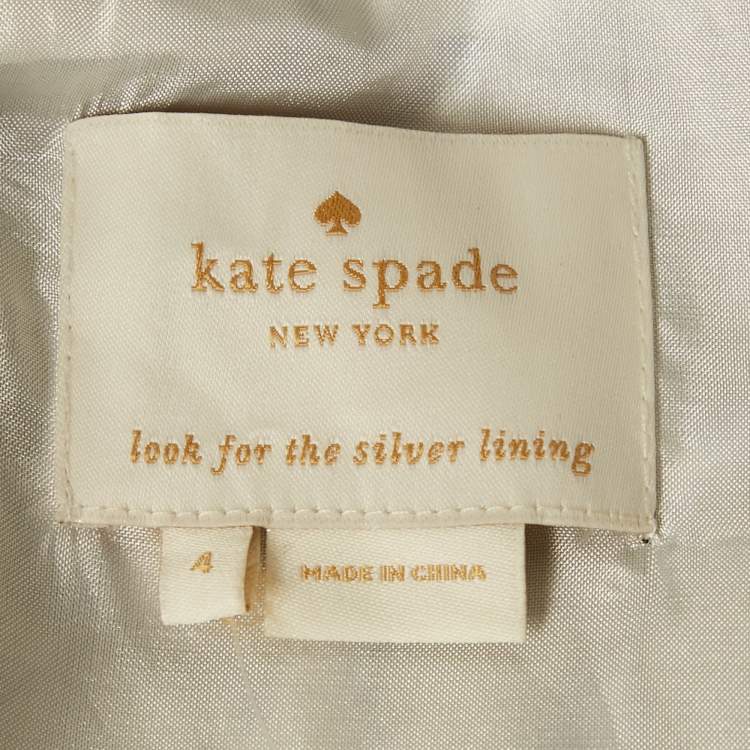 kate spade
NEW YORK
look for the silver lining
4
MADE IN CHINA